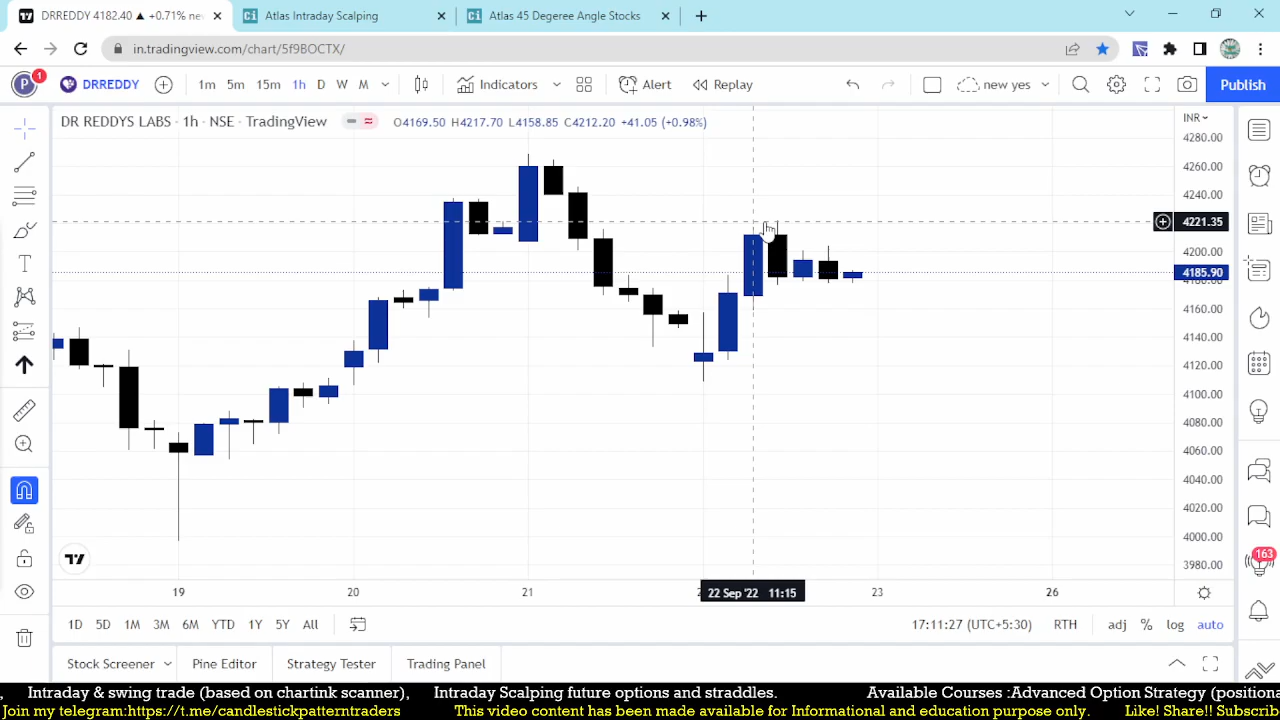 DRREDDY 4182.40 ▲ +0.71% ne
Atlas Intraday Scalping
Atlas 45 Degeree Angle Stocks
in.tradingview.com/chart/5f9BOCTX/
P 1
DRREDDY
1m 5m 15m 1h D W M
Indicators
Alert
Replay
new yes
Publish
DR REDDYS LABS · 1h · NSE · TradingView
O4169.50 H4217.70 L4158.85 C4212.20 +41.05 (+0.98%)
INR
4280.00
4260.00
4240.00
4221.35
4200.00
4185.90
4160.00
4140.00
4120.00
4100.00
4080.00
4060.00
4040.00
4020.00
4000.00
3980.00
163
19 20 21 22 Sep '22 11:15 23 26
1D 5D 1M 3M 6M YTD 1Y 5Y All
17:11:27 (UTC+5:30) RTH adj % log auto
Stock Screener Pine Editor Strategy Tester Trading Panel
, Intraday & swing trade (based on chartink scanner), Intraday Scalping future options and straddles. Available Courses :Advanced Option Strategy (positiona
Join my telegram:https://t.me/candlestickpatterntraders This video content has been made available for Informational and education purpose only. Like! Share!! Subscrib